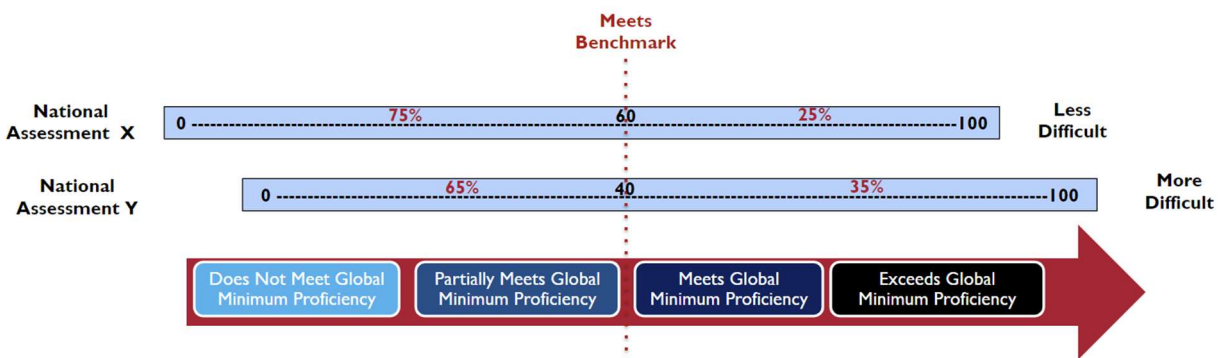 Meets
Benchmark
National
Assessment X
0 75% 60 25% 100
Less
Difficult
National
Assessment Y
0 65% 40 35% 100
More
Difficult
Does Not Meet Global
Minimum Proficiency
Partially Meets Global
Minimum Proficiency
Meets Global
Minimum Proficiency
Exceeds Global
Minimum Proficiency